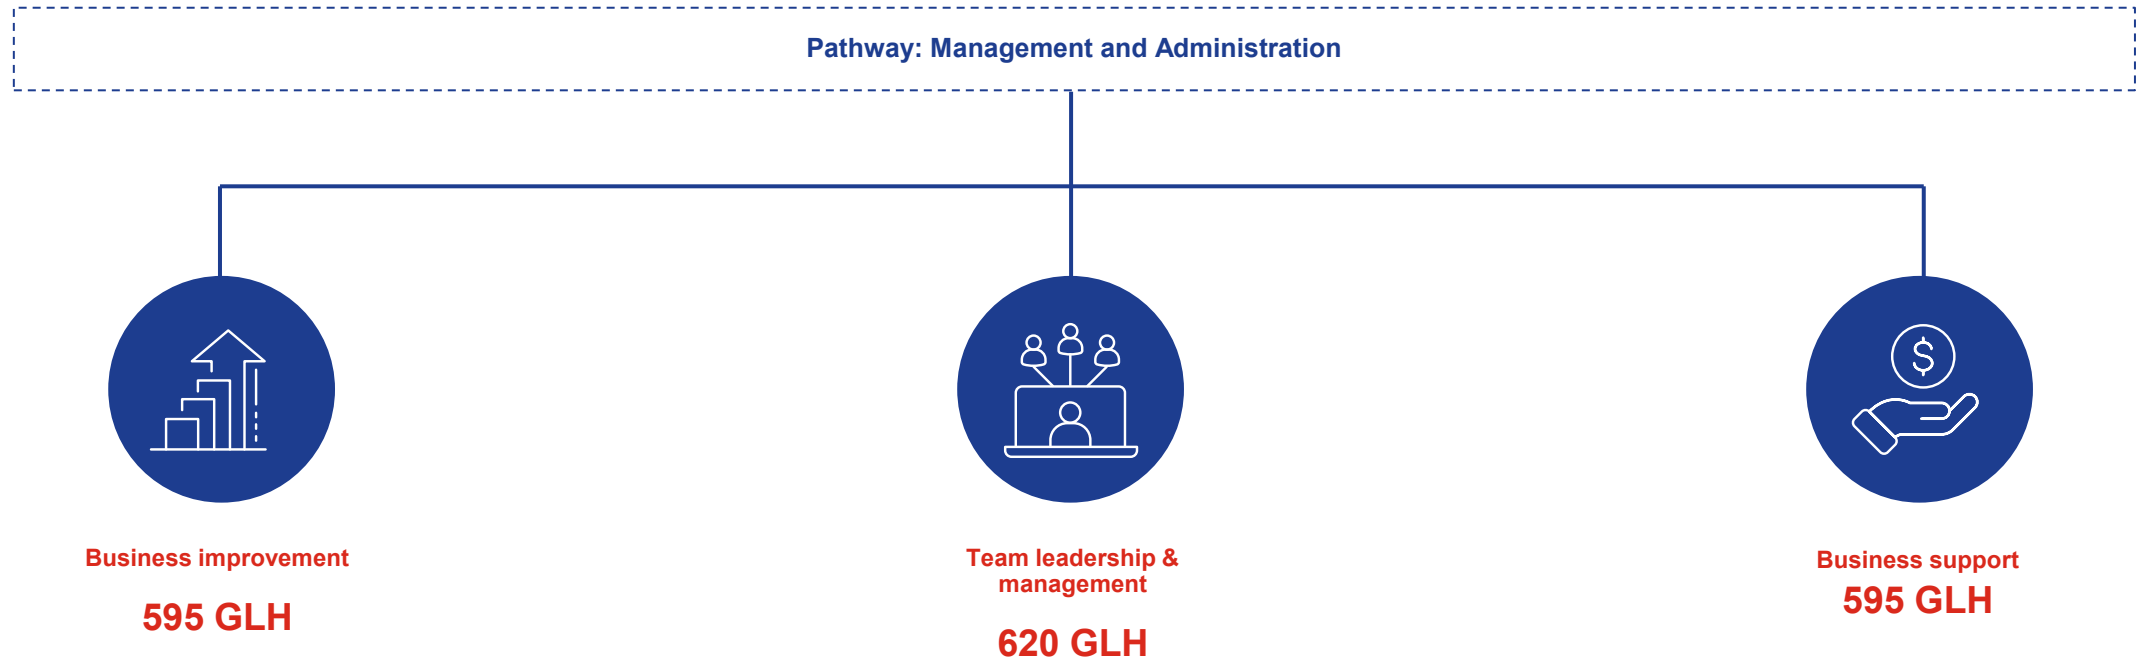 Pathway: Management and Administration
Business improvement
595 GLH
Team leadership &
management
620 GLH
$
Business support
595 GLH